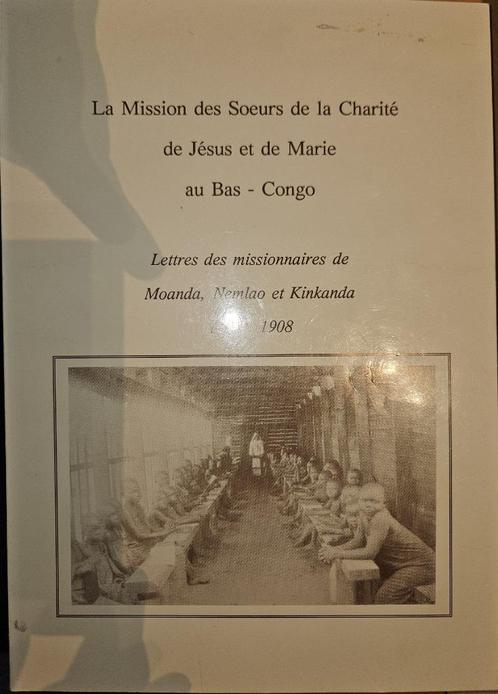 La Mission des Soeurs de la Charité
de Jésus et de Marie
au Bas - Congo
Lettres des missionnaires de
Moanda, Nemlao et Kinkanda
1908